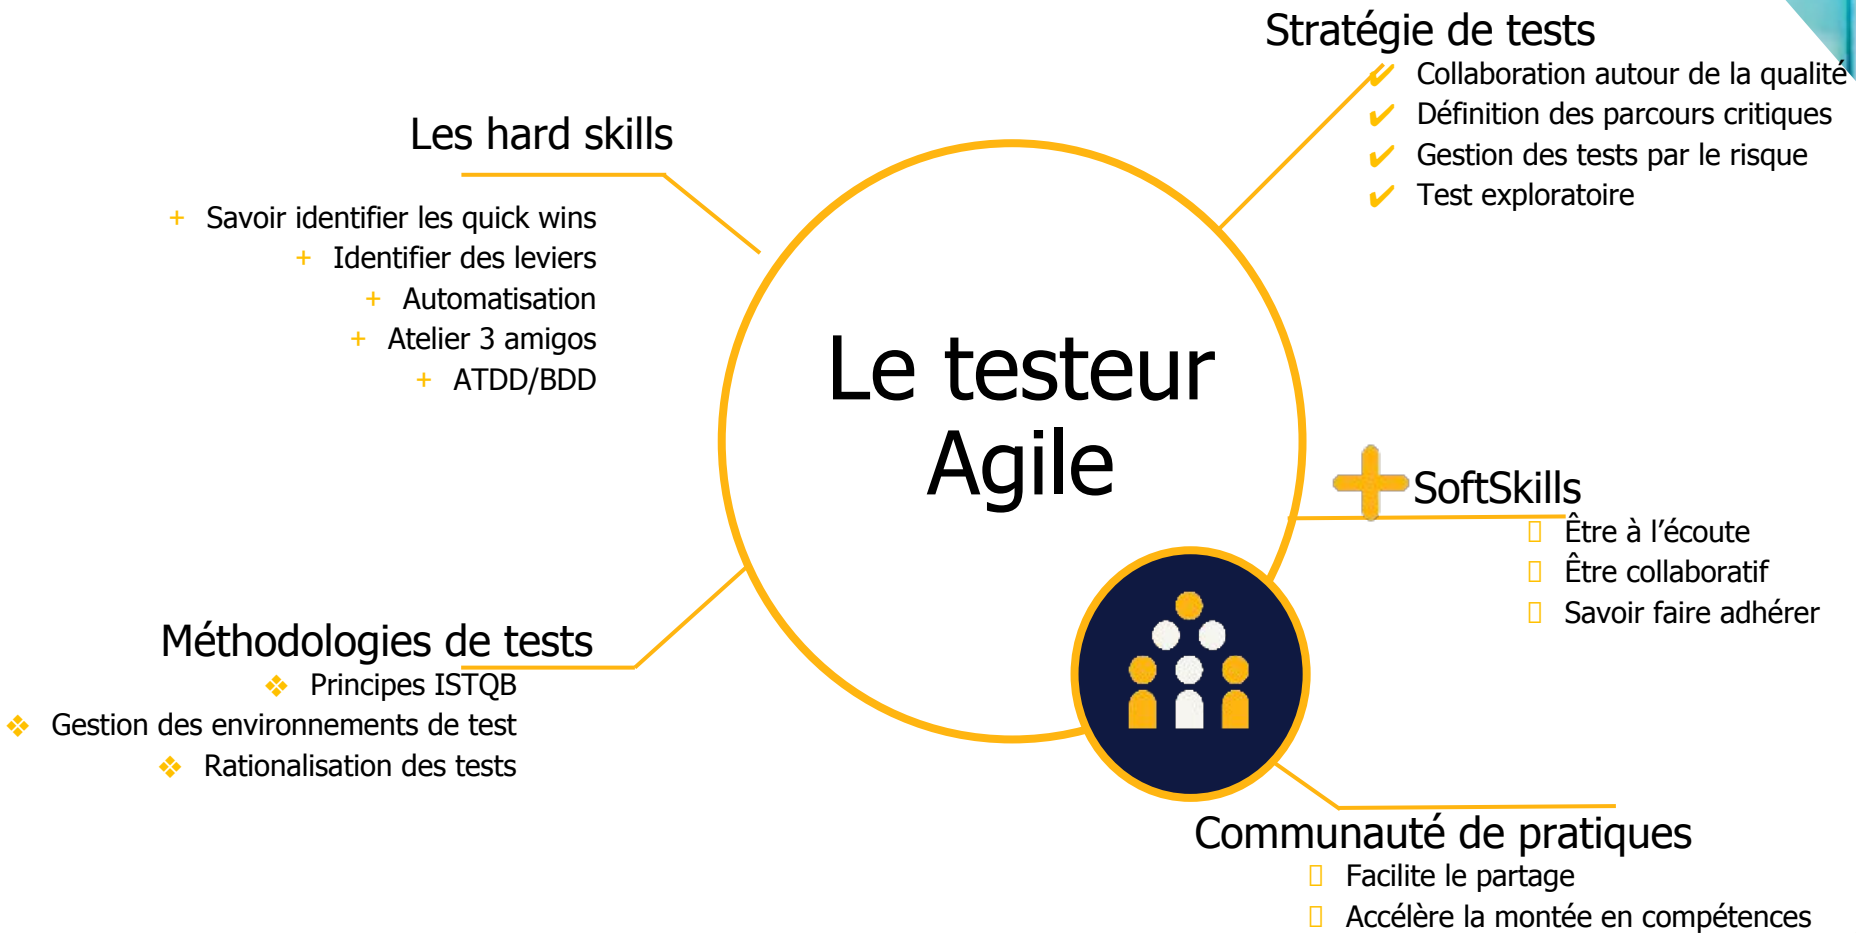 Stratégie de tests
Collaboration autour de la qualité
Définition des parcours critiques
Gestion des tests par le risque
Test exploratoire
Les hard skills
+ Savoir identifier les quick wins
+ Identifier des leviers
+ Automatisation
+ Atelier 3 amigos
+ ATDD/BDD
Le testeur
Agile
SoftSkills
Être à l’écoute
Être collaboratif
Savoir faire adhérer
Méthodologies de tests
Principes ISTQB
Gestion des environnements de test
Rationalisation des tests
Communauté de pratiques
Facilite le partage
Accélère la montée en compétences